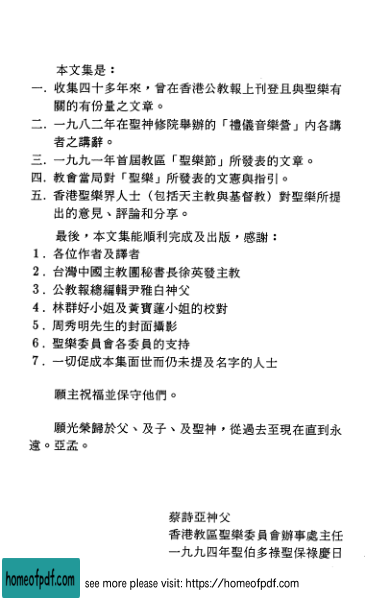 本文集是：
一．收集四十多年來，曾在香港公教報上刊登且與聖樂有
關的有份量之文章。
二．一九八二年在聖神修院舉辦的「禮儀音樂營」内各講
者之講辭。
三．一九九一年首屆教區「聖樂節」所發表的文章。
四．教會當局對「聖樂」所發表的文憲與指引。
五．香港聖樂界人士（包括天主教與基督教）對聖樂所提
出的意見、評論和分享。
最後，本文集能順利完成及出版，感謝：
1．各位作者及譯者
2．台灣中國主教團秘書長徐英發主教
3．公教報總編輯尹雅白神父
4．林群好小姐及黃寶蓮小姐的校對
5．周秀明先生的封面攝影
6．聖樂委員會各委員的支持
7．一切促成本集面世而仍未提及名字的人士
願主祝福並保守他們。
願光榮歸於父、及子、及聖神，從過去至現在直到永
遠。亞孟。
蔡詩亞神父
香港教區聖樂委員會辦事處主任
一九九四年聖伯多祿聖保祿慶日
homeofpdf.com see more please visit: https://homeofpdf.com